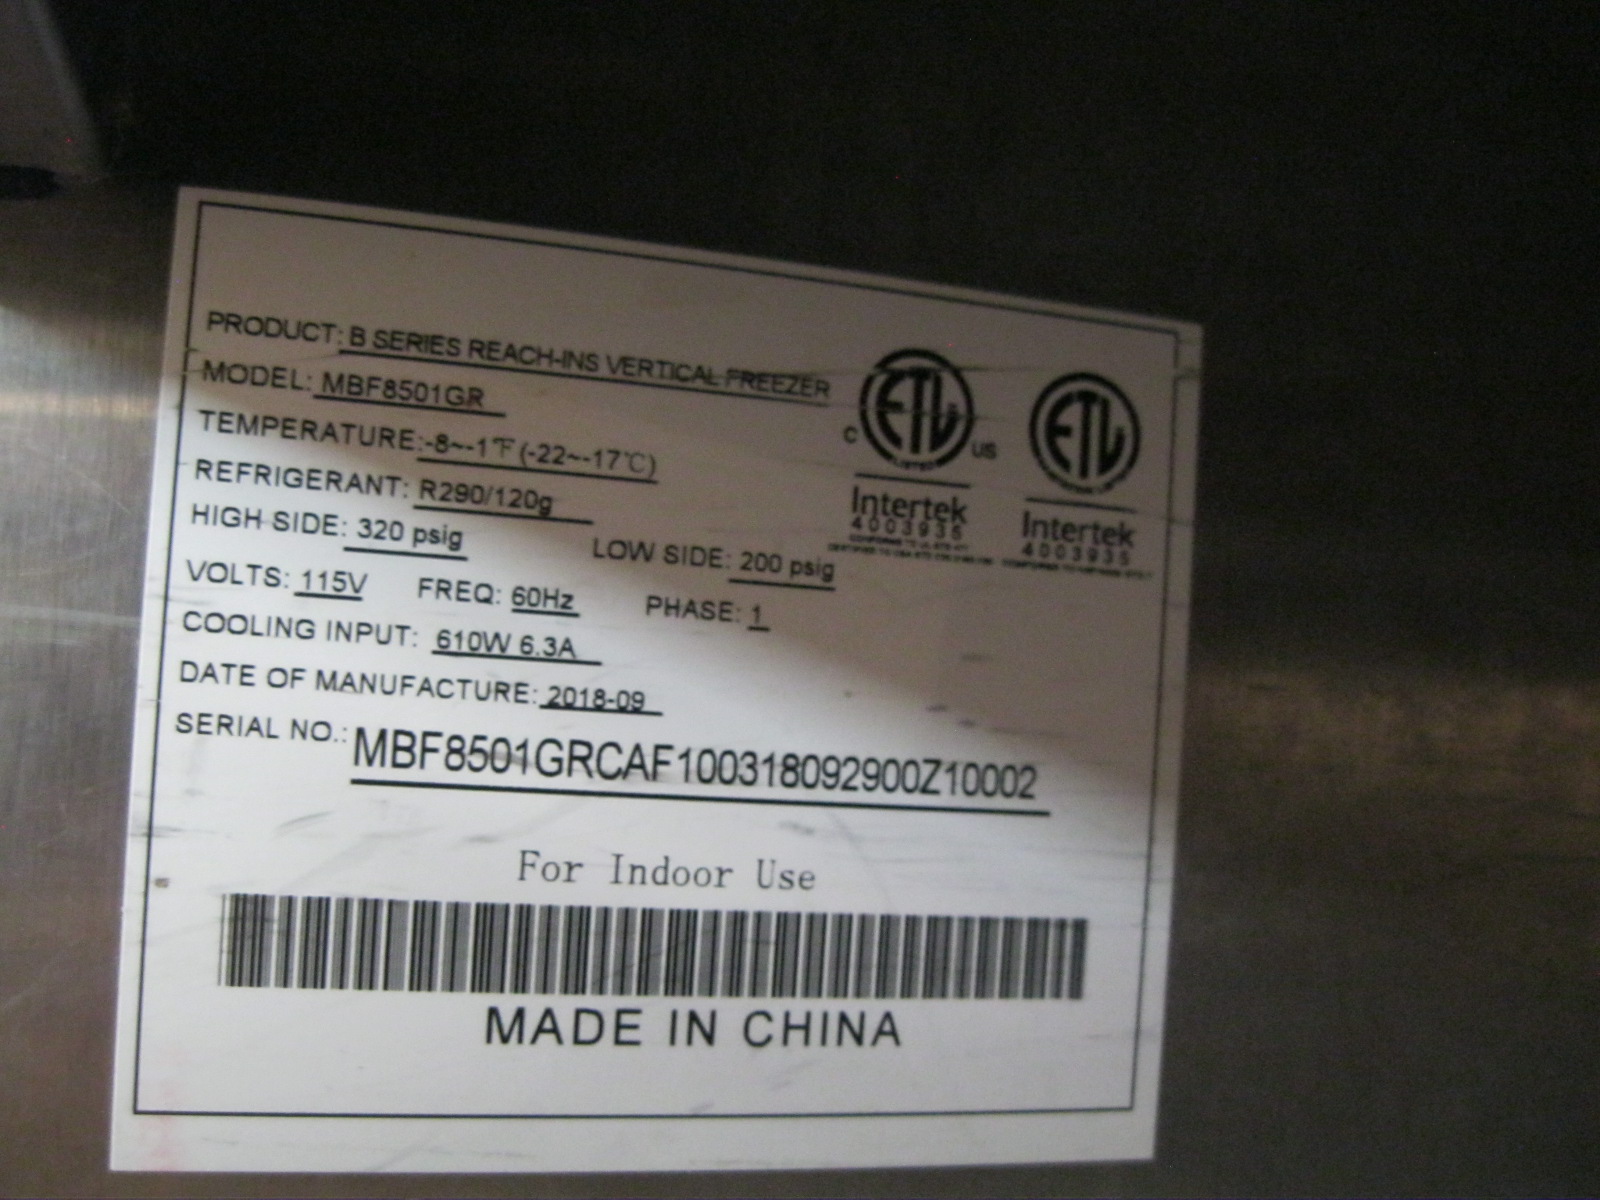 PRODUCT: B SERIES REACH-INS VERTICAL FREEZER
MODEL: MBF8501GR
TEMPERATURE: -8~-1℉ (-22~-17℃)
REFRIGERANT: R290/120g
HIGH SIDE: 320 psig LOW SIDE: 200 psig
VOLTS: 115V FREQ: 60Hz PHASE: 1
COOLING INPUT: 610W 6.3A
DATE OF MANUFACTURE: 2018-09
SERIAL NO.: MBF8501GRCAF100318092900Z10002
C ETL US
LISTED
Intertek
4003935
ETL
Intertek
4003935
For Indoor Use
MADE IN CHINA